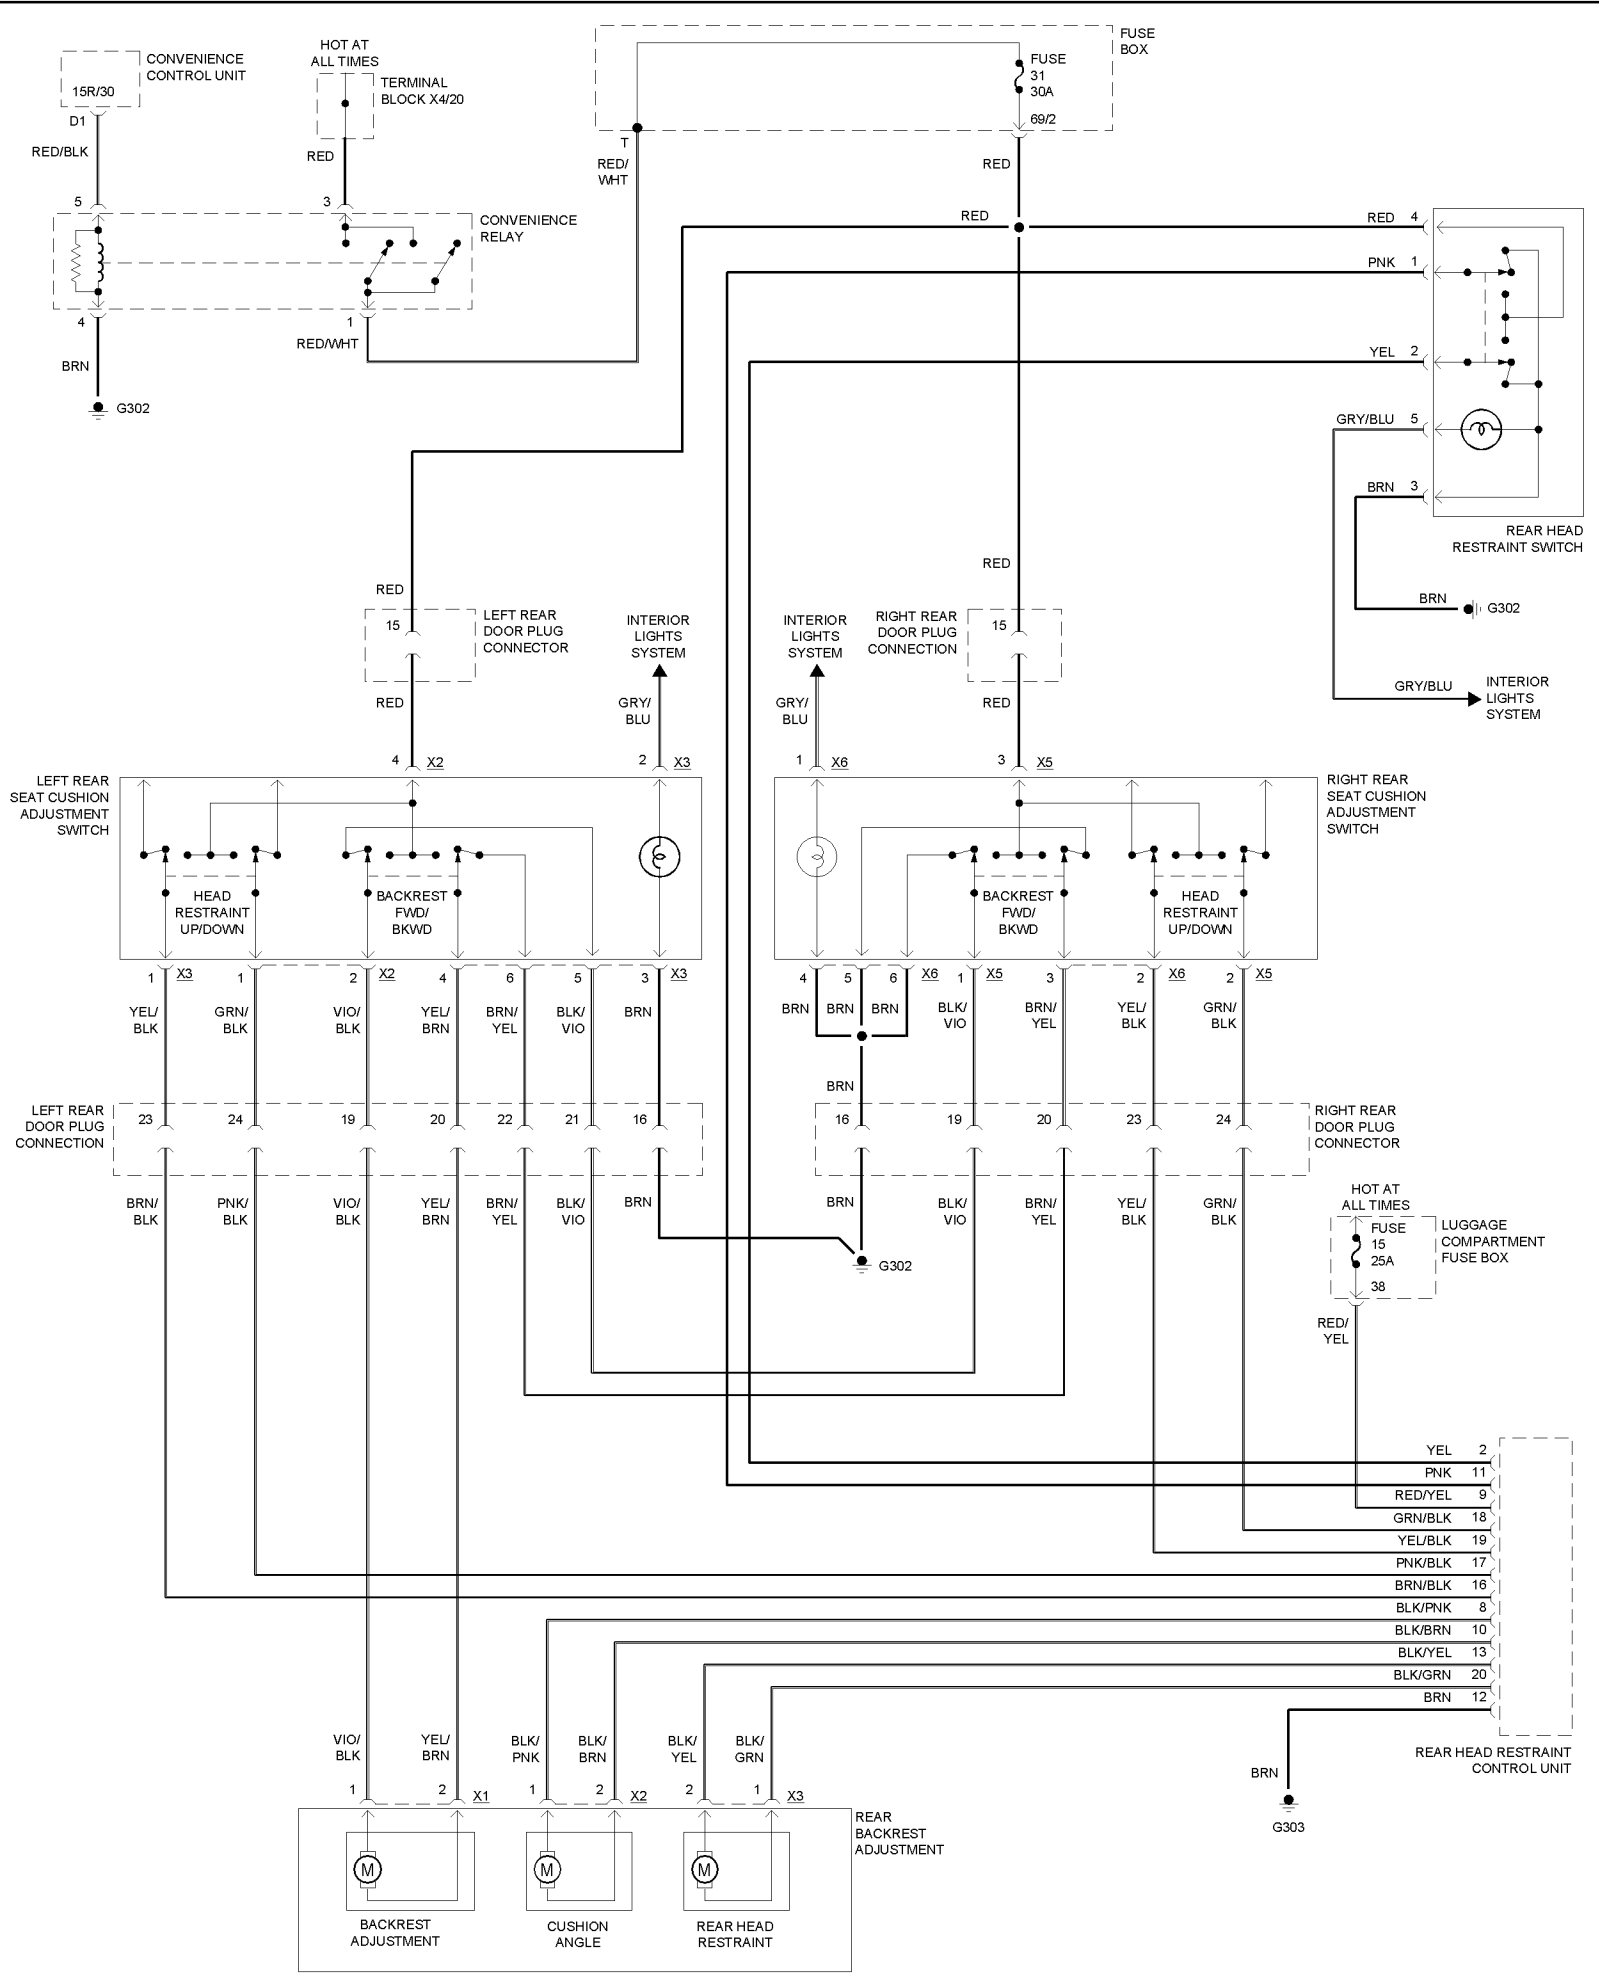 CONVENIENCE
CONTROL UNIT
15R/30
D1
RED/BLK
5
HOT AT
ALL TIMES
TERMINAL
BLOCK X4/20
RED
3
CONVENIENCE
RELAY
4
BRN
G302
1
RED/WHT
FUSE
BOX
FUSE
31
30A
69/2
T
RED/
WHT
RED
RED
RED 4
PNK 1
YEL 2
GRY/BLU 5
BRN 3
REAR HEAD
RESTRAINT SWITCH
BRN
G302
GRY/BLU
INTERIOR
LIGHTS
SYSTEM
RED
15
LEFT REAR
DOOR PLUG
CONNECTOR
RED
INTERIOR
LIGHTS
SYSTEM
GRY/
BLU
INTERIOR
LIGHTS
SYSTEM
GRY/
BLU
RED
RIGHT REAR
DOOR PLUG
CONNECTION
15
RED
4 X2
2 X3
1 X6
3 X5
LEFT REAR
SEAT CUSHION
ADJUSTMENT
SWITCH
HEAD
RESTRAINT
UP/DOWN
BACKREST
FWD/
BKWD
BACKREST
FWD/
BKWD
HEAD
RESTRAINT
UP/DOWN
RIGHT REAR
SEAT CUSHION
ADJUSTMENT
SWITCH
1 X3 1 2 X2 4 6 5 3 X3
4 5 6 X6 1 X5 3 2 X6 2 X5
YEL/
BLK
GRN/
BLK
VIO/
BLK
YEL/
BRN
BRN/
YEL
BLK/
VIO
BRN
BRN BRN BRN
BLK/
VIO
BRN/
YEL
YEL/
BLK
GRN/
BLK
BRN
LEFT REAR
DOOR PLUG
CONNECTION
23 24 19 20 22 21 16
16 19 20 23 24
RIGHT REAR
DOOR PLUG
CONNECTOR
BRN/
BLK
PNK/
BLK
VIO/
BLK
YEL/
BRN
BRN/
YEL
BLK/
VIO
BRN
BRN
BLK/
VIO
BRN/
YEL
YEL/
BLK
GRN/
BLK
G302
HOT AT
ALL TIMES
FUSE
15
25A
38
LUGGAGE
COMPARTMENT
FUSE BOX
RED/
YEL
YEL 2
PNK 11
RED/YEL 9
GRN/BLK 18
YEL/BLK 19
PNK/BLK 17
BRN/BLK 16
BLK/PNK 8
BLK/BRN 10
BLK/YEL 13
BLK/GRN 20
BRN 12
REAR HEAD RESTRAINT
CONTROL UNIT
BRN
G303
VIO/
BLK
YEL/
BRN
BLK/
PNK
BLK/
BRN
BLK/
YEL
BLK/
GRN
1 2 X1 1 2 X2 2 1 X3
REAR
BACKREST
ADJUSTMENT
M
M
M
BACKREST
ADJUSTMENT
CUSHION
ANGLE
REAR HEAD
RESTRAINT